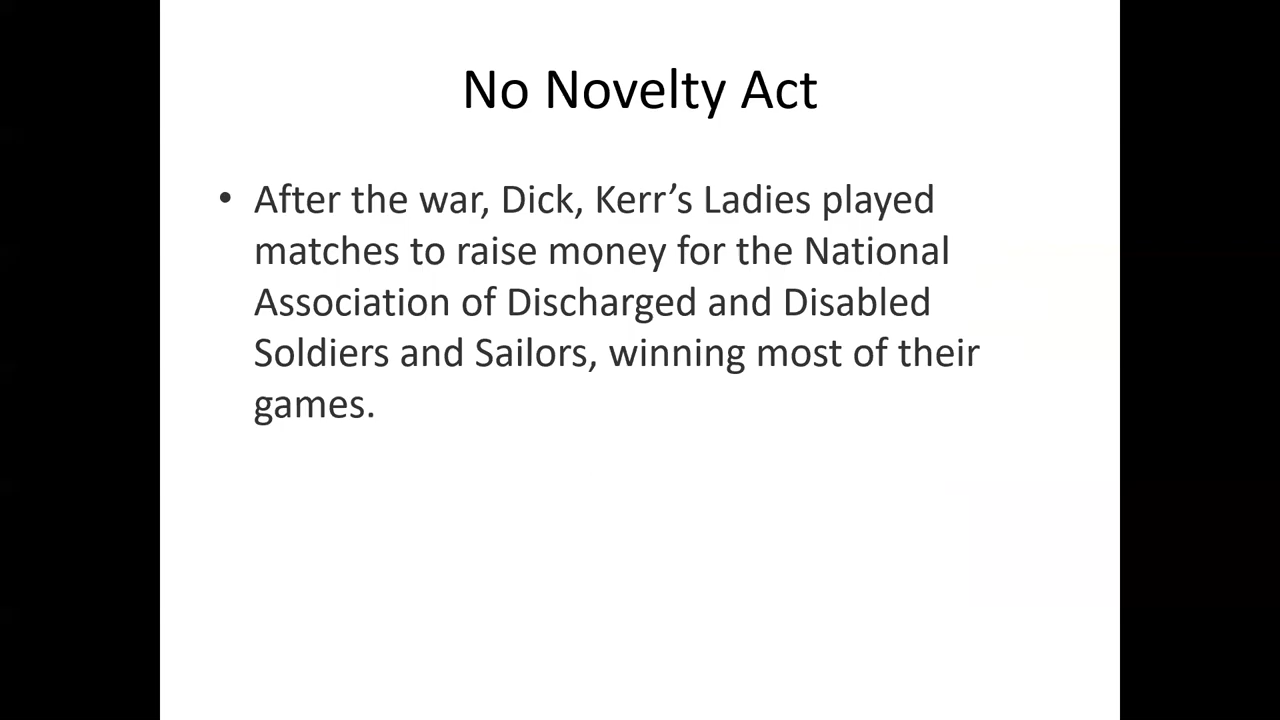 No Novelty Act
• After the war, Dick, Kerr’s Ladies played
matches to raise money for the National
Association of Discharged and Disabled
Soldiers and Sailors, winning most of their
games.